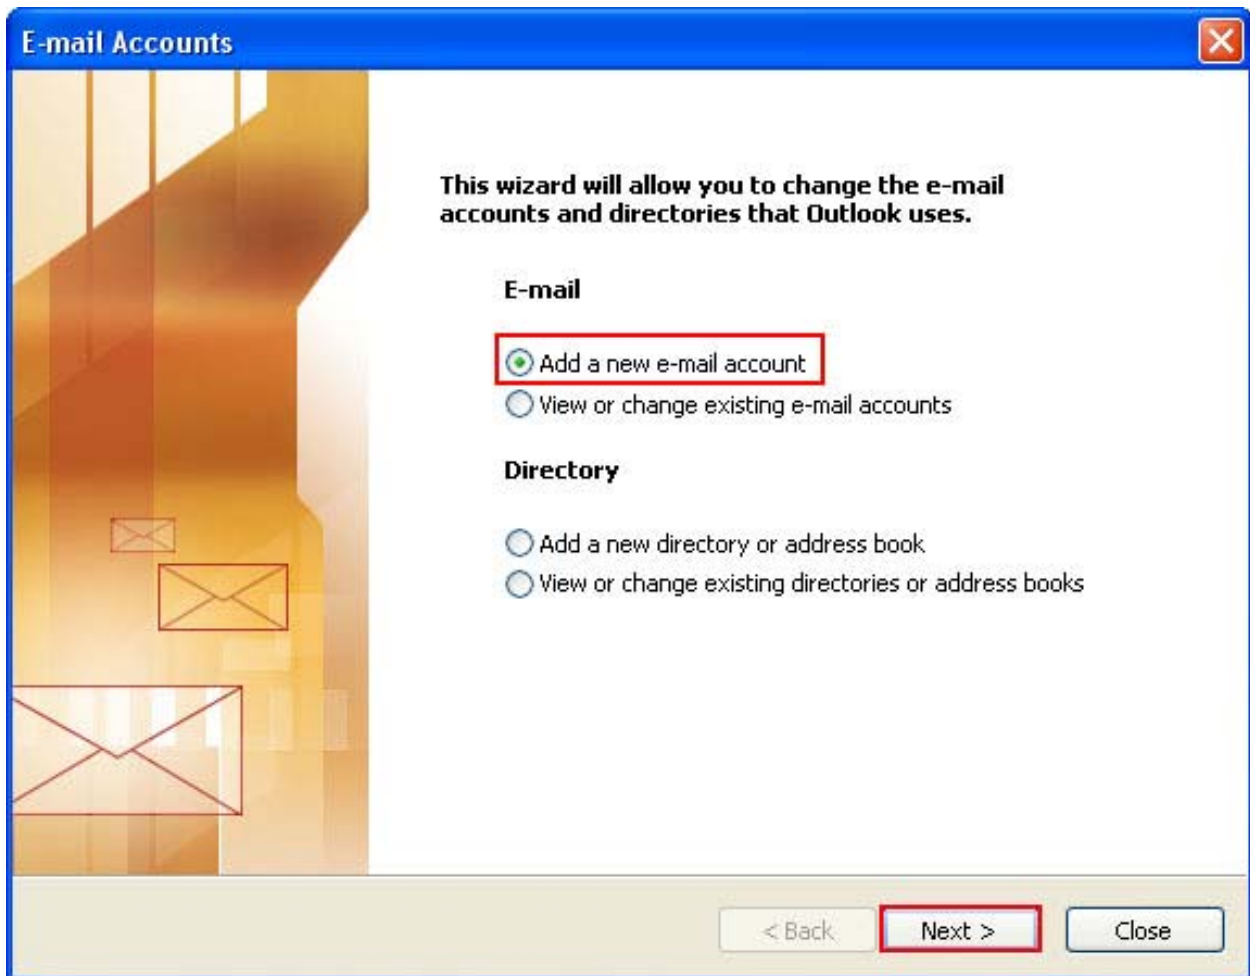 E-mail Accounts
This wizard will allow you to change the e-mail
accounts and directories that Outlook uses.
E-mail
Add a new e-mail account
View or change existing e-mail accounts
Directory
Add a new directory or address book
View or change existing directories or address books
< Back Next > Close